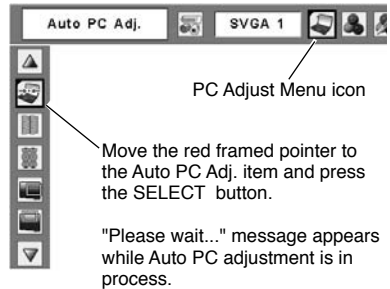 Auto PC Adj.
SVGA 1
PC Adjust Menu icon
Move the red framed pointer to
the Auto PC Adj. item and press
the SELECT button.
"Please wait..." message appears
while Auto PC adjustment is in
process.